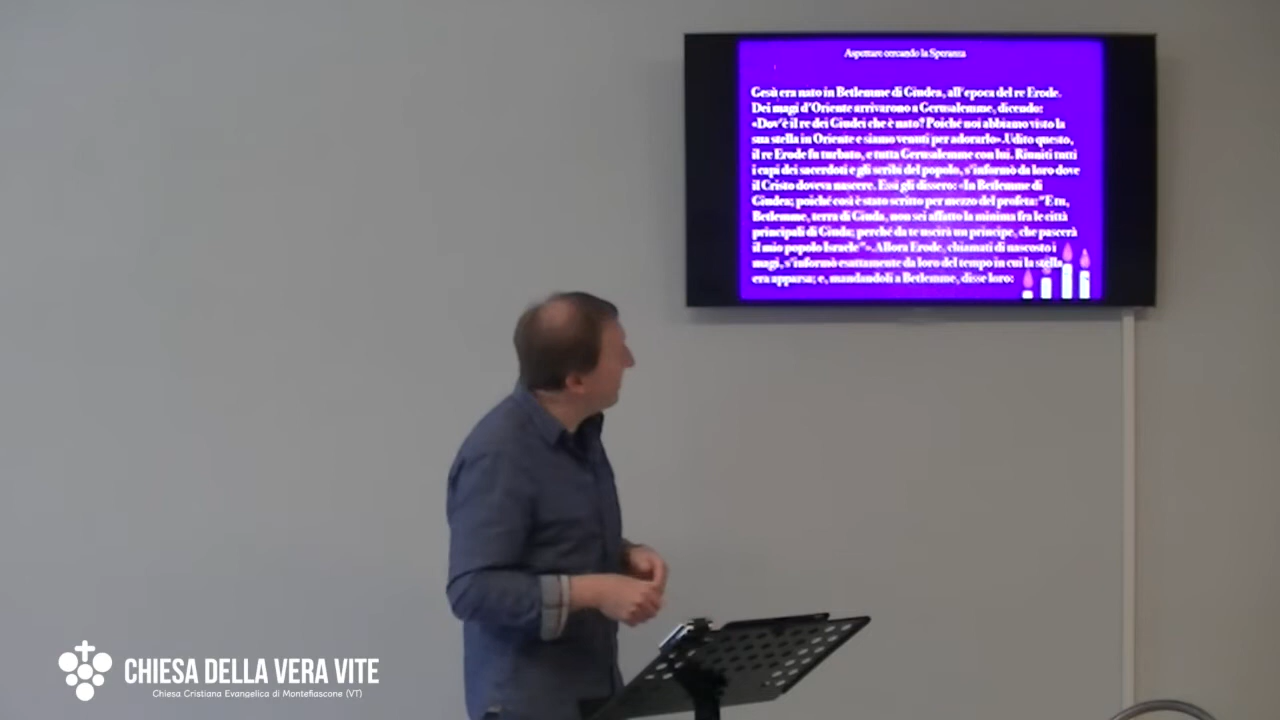 Aspettare cercando la Speranza
Gesù era nato in Betlemme di Giudea, all'epoca del re Erode.
Dei magi d'Oriente arrivarono a Gerusalemme, dicendo:
«Dov'è il re dei Giudei che è nato? Poiché noi abbiamo visto la
sua stella in Oriente e siamo venuti per adorarlo». Udito questo,
il re Erode fu turbato, e tutta Gerusalemme con lui. Riuniti tutti
i capi dei sacerdoti e gli scribi del popolo, s'informò da loro dove
il Cristo doveva nascere. Essi gli dissero: «In Betlemme di
Giudea; poiché così è stato scritto per mezzo del profeta: "E tu,
Betlemme, terra di Giuda, non sei affatto la minima fra le città
principali di Giuda; perché da te uscirà un principe, che pascerà
il mio popolo Israele"». Allora Erode, chiamati di nascosto i
magi, s'informò esattamente da loro del tempo in cui la stella
era apparsa; e, mandandoli a Betlemme, disse loro:
CHIESA DELLA VERA VITE
Chiesa Cristiana Evangelica di Montefiascone (VT)